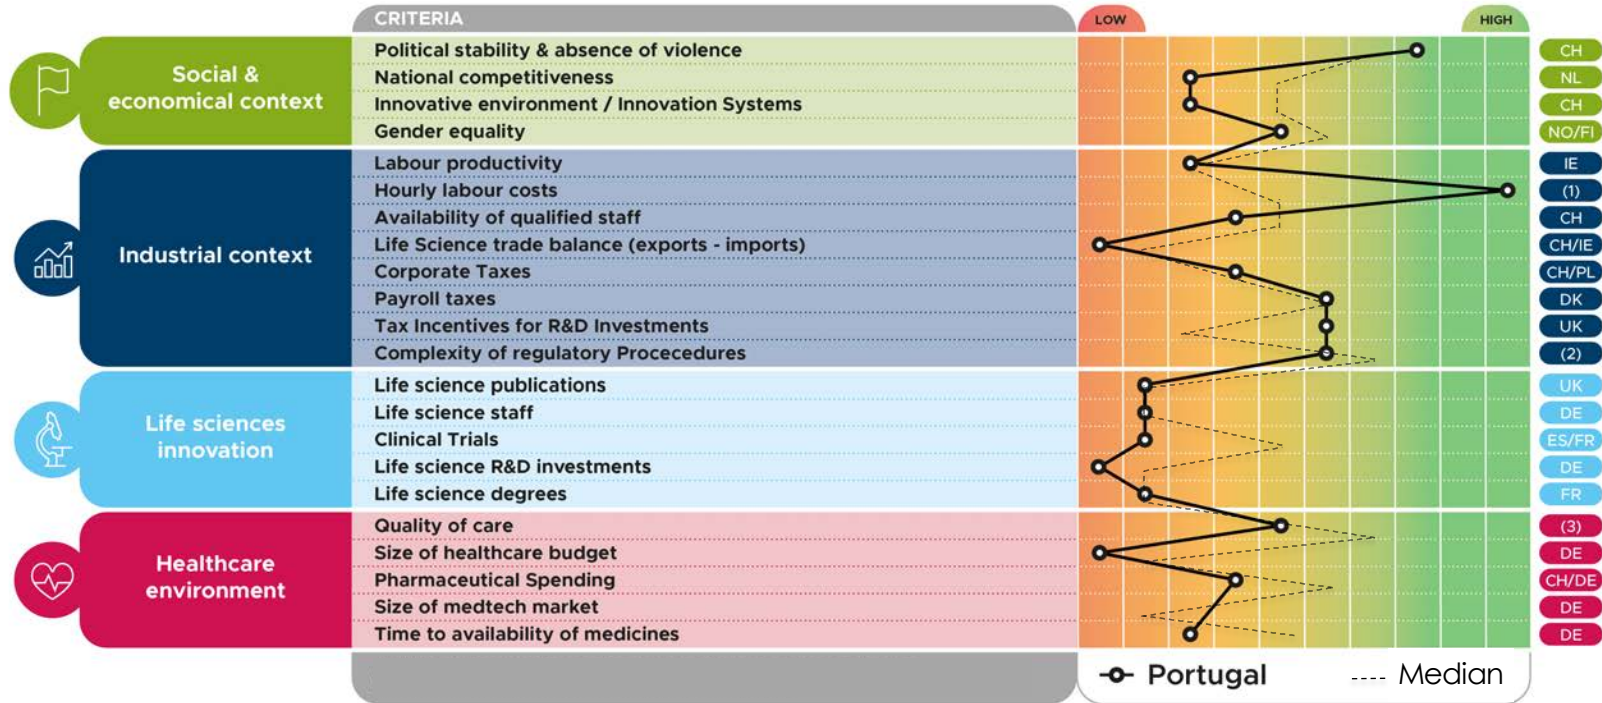 CRITERIA
LOW
HIGH
Social &
economical context
Political stability & absence of violence
CH
National competitiveness
NL
Innovative environment / Innovation Systems
CH
Gender equality
NO/FI
Industrial context
Labour productivity
IE
Hourly labour costs
(1)
Availability of qualified staff
CH
Life Science trade balance (exports - imports)
CH/IE
Corporate Taxes
CH/PL
Payroll taxes
DK
Tax Incentives for R&D Investments
UK
Complexity of regulatory Procecedures
(2)
Life sciences
innovation
Life science publications
UK
Life science staff
DE
Clinical Trials
ES/FR
Life science R&D investments
DE
Life science degrees
FR
Healthcare
environment
Quality of care
(3)
Size of healthcare budget
DE
Pharmaceutical Spending
CH/DE
Size of medtech market
DE
Time to availability of medicines
DE
Portugal
Median